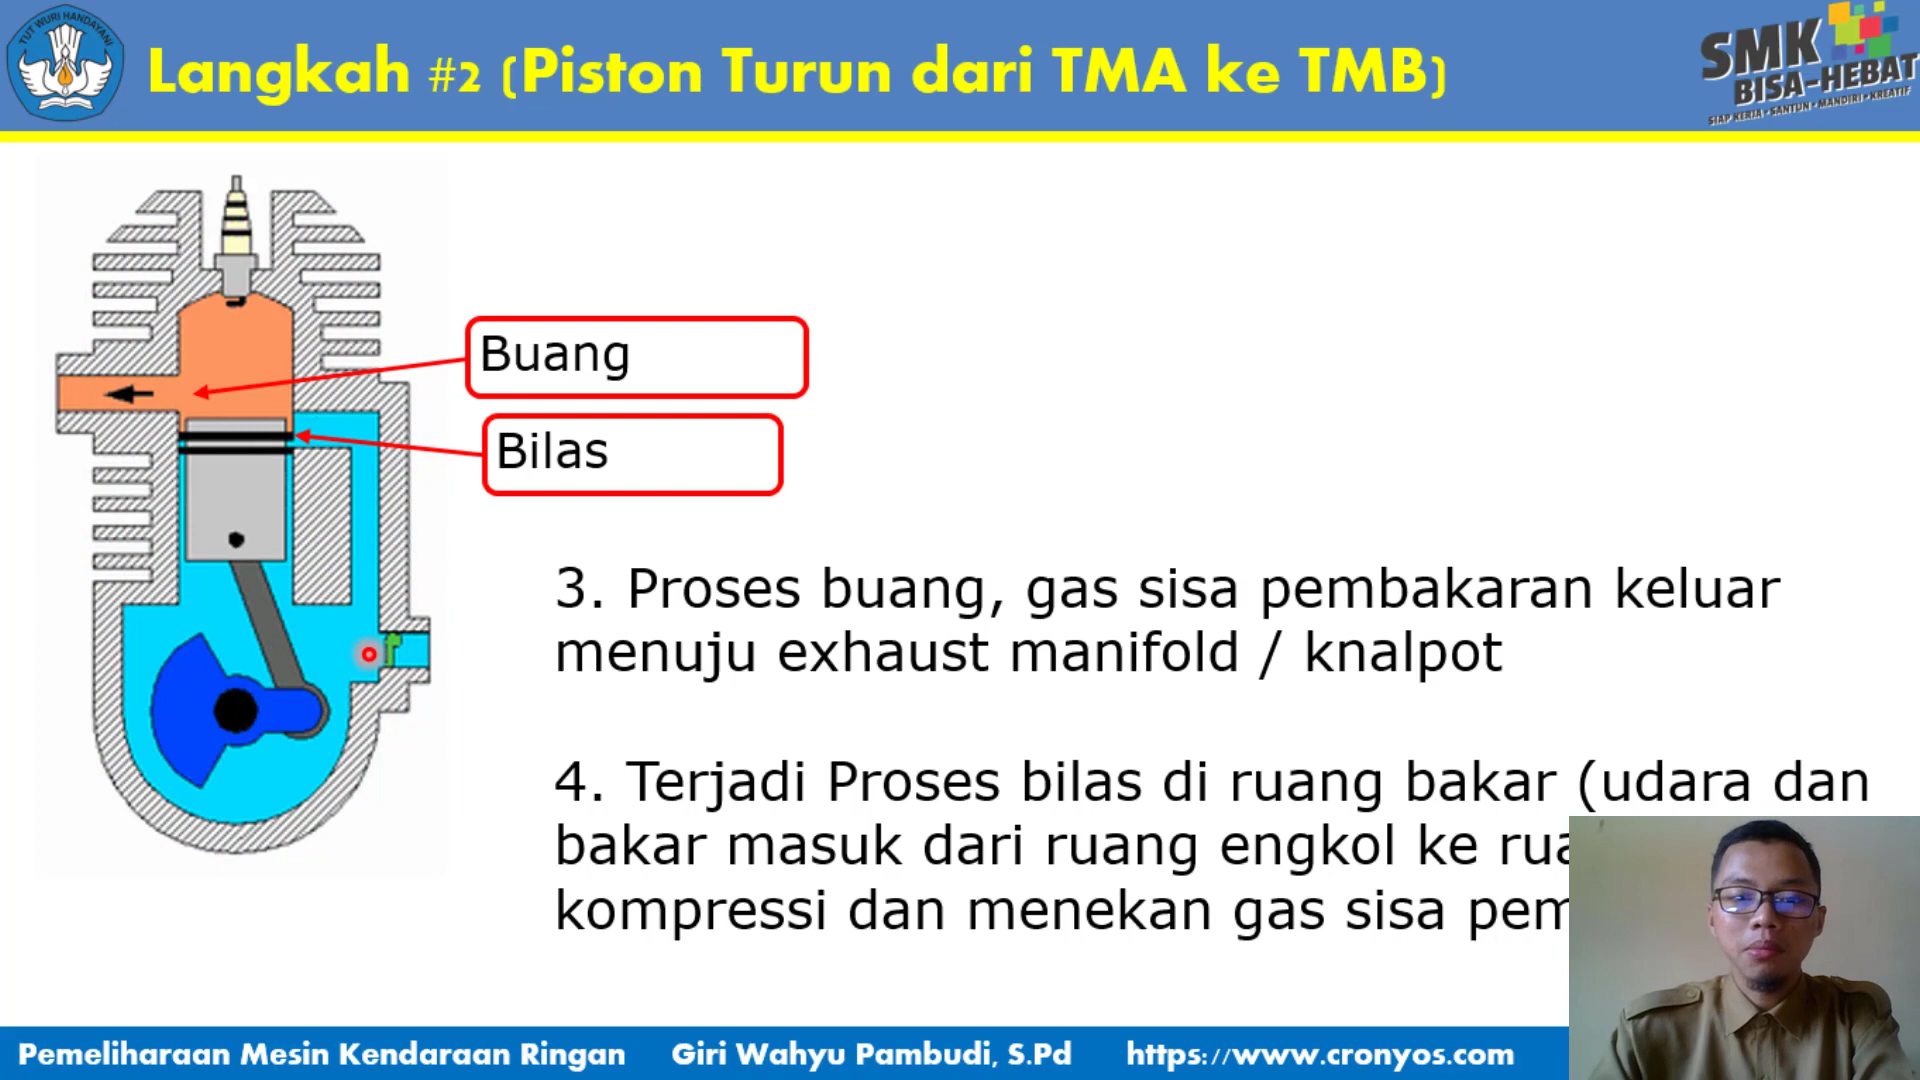 TUT WURI HANDAYANI
Langkah #2 (Piston Turun dari TMA ke TMB)
SMK
BISA-HEBAT
SIAP KERJA • SANTUN • MANDIRI • KREATIF
Buang
Bilas
3. Proses buang, gas sisa pembakaran keluar
menuju exhaust manifold / knalpot
4. Terjadi Proses bilas di ruang bakar (udara dan
bakar masuk dari ruang engkol ke
kompressi dan menekan gas sisa
Pemeliharaan Mesin Kendaraan Ringan
Giri Wahyu Pambudi, S.Pd
https://www.cronyos.com